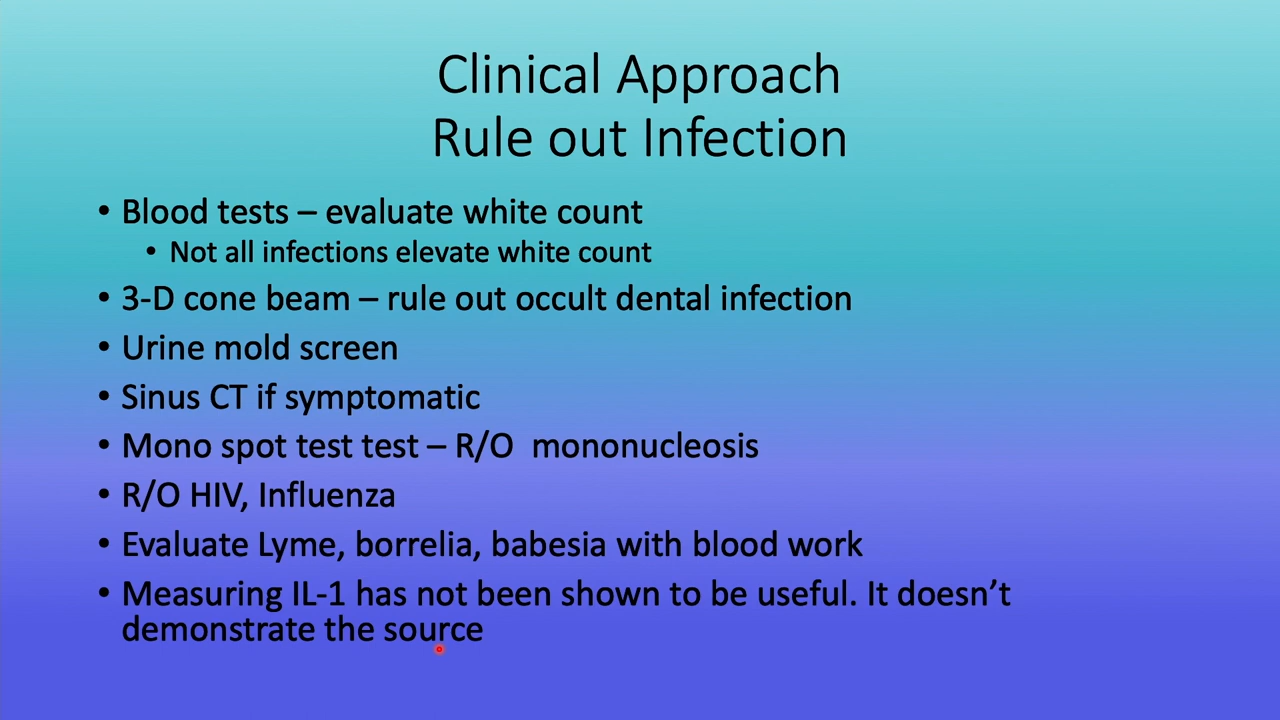 Clinical Approach
Rule out Infection
• Blood tests – evaluate white count
• Not all infections elevate white count
• 3-D cone beam – rule out occult dental infection
• Urine mold screen
• Sinus CT if symptomatic
• Mono spot test test – R/O  mononucleosis
• R/O HIV, Influenza
• Evaluate Lyme, borrelia, babesia with blood work
• Measuring IL-1 has not been shown to be useful. It doesn’t
demonstrate the source